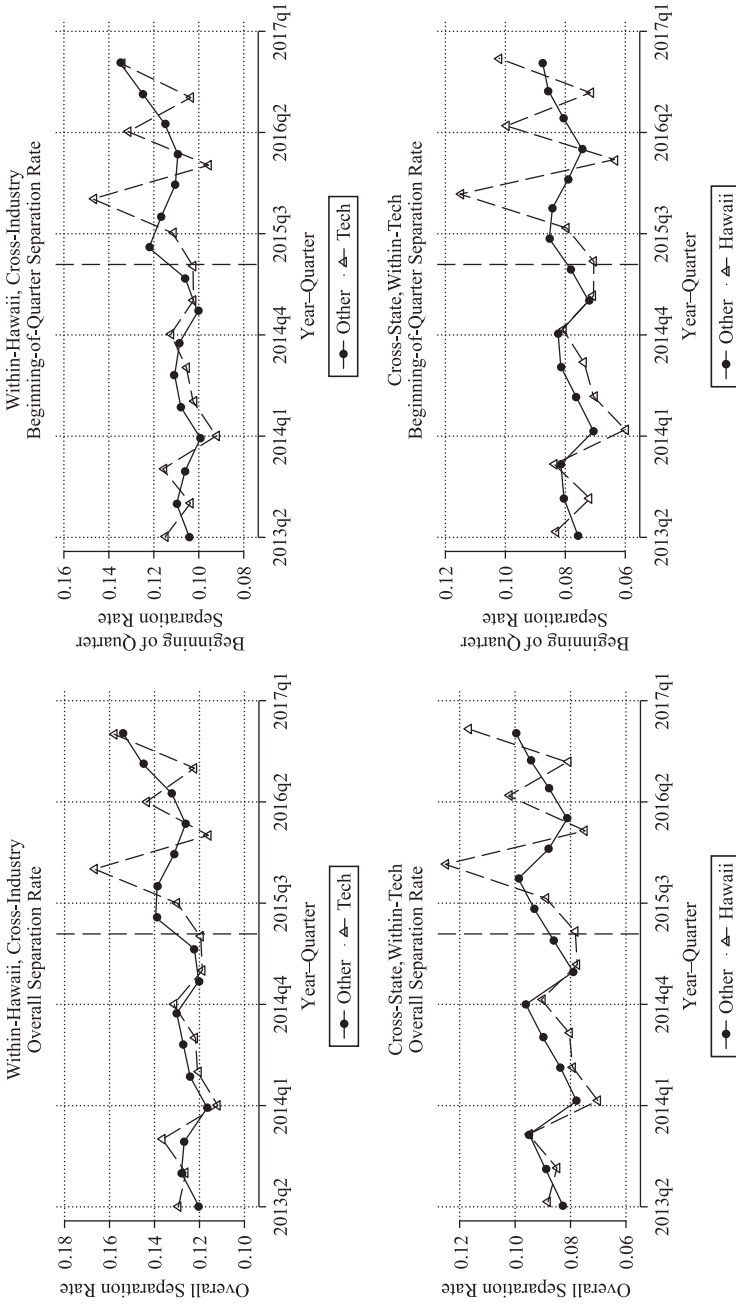 Within-Hawaii, Cross-Industry
Overall Separation Rate
Overall Separation Rate
0.18
0.16
0.14
0.12
0.10
2013q2
2014q1
2014q4
2015q3
2016q2
2017q1
Year–Quarter
Other
Tech
Within-Hawaii, Cross-Industry
Beginning-of-Quarter Separation Rate
Beginning of Quarter
Separation Rate
0.16
0.14
0.12
0.10
0.08
2013q2
2014q1
2014q4
2015q3
2016q2
2017q1
Year–Quarter
Other
Tech
Cross-State,Within-Tech
Overall Separation Rate
Overall Separation Rate
0.12
0.10
0.08
0.06
2013q2
2014q1
2014q4
2015q3
2016q2
2017q1
Year–Quarter
Other
Hawaii
Cross-State,Within-Tech
Beginning-of-Quarter Separation Rate
Beginning of Quarter
Separation Rate
0.12
0.10
0.08
0.06
2013q2
2014q1
2014q4
2015q3
2016q2
2017q1
Year–Quarter
Other
Hawaii